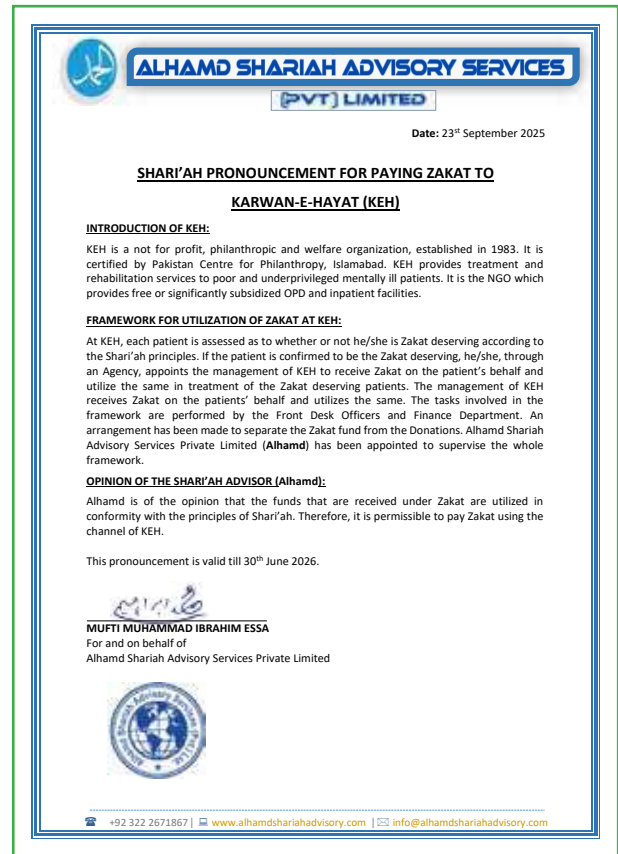 ALHAMD SHARIAH ADVISORY SERVICES
(PVT) LIMITED
Date: 23st September 2025
SHARI’AH PRONOUNCEMENT FOR PAYING ZAKAT TO
KARWAN-E-HAYAT (KEH)
INTRODUCTION OF KEH:
KEH is a not for profit, philanthropic and welfare organization, established in 1983. It is
certified by Pakistan Centre for Philanthropy, Islamabad. KEH provides treatment and
rehabilitation services to poor and underprivileged mentally ill patients. It is the NGO which
provides free or significantly subsidized OPD and inpatient facilities.
FRAMEWORK FOR UTILIZATION OF ZAKAT AT KEH:
At KEH, each patient is assessed as to whether or not he/she is Zakat deserving according to
the Shari’ah principles. If the patient is confirmed to be the Zakat deserving, he/she, through
an Agency, appoints the management of KEH to receive Zakat on the patient’s behalf and
utilize the same in treatment of the Zakat deserving patients. The management of KEH
receives Zakat on the patients’ behalf and utilizes the same. The tasks involved in the
framework are performed by the Front Desk Officers and Finance Department. An
arrangement has been made to separate the Zakat fund from the Donations. Alhamd Shariah
Advisory Services Private Limited (Alhamd) has been appointed to supervise the whole
framework.
OPINION OF THE SHARI’AH ADVISOR (Alhamd):
Alhamd is of the opinion that the funds that are received under Zakat are utilized in
conformity with the principles of Shari’ah. Therefore, it is permissible to pay Zakat using the
channel of KEH.
This pronouncement is valid till 30th June 2026.
MUFTI MUHAMMAD IBRAHIM ESSA
For and on behalf of
Alhamd Shariah Advisory Services Private Limited
Alhamd Shariah Advisory Services (Pvt) Ltd.
+92 322 2671867 | www.alhamdshariahadvisory.com | info@alhamdshariahadvisory.com